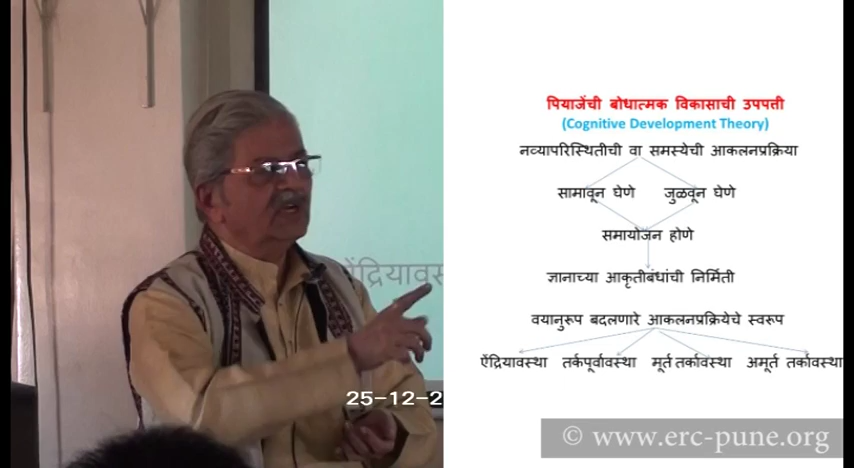 पियाजेंची बोधात्मक विकासाची उपपत्ती
(Cognitive Development Theory)
नव्यापरिस्थितीची वा समस्येची आकलनप्रक्रिया
सामावून घेणे जुळवून घेणे
समायोजन होणे
ज्ञानाच्या आकृतीबंधांची निर्मिती
वयानुरूप बदलणारे आकलनप्रक्रियेचे स्वरूप
ऐंद्रियावस्था तर्कपूर्वावस्था मूर्त तर्कावस्था अमूर्त तर्कावस्था
25-12-2
© www.erc-pune.org